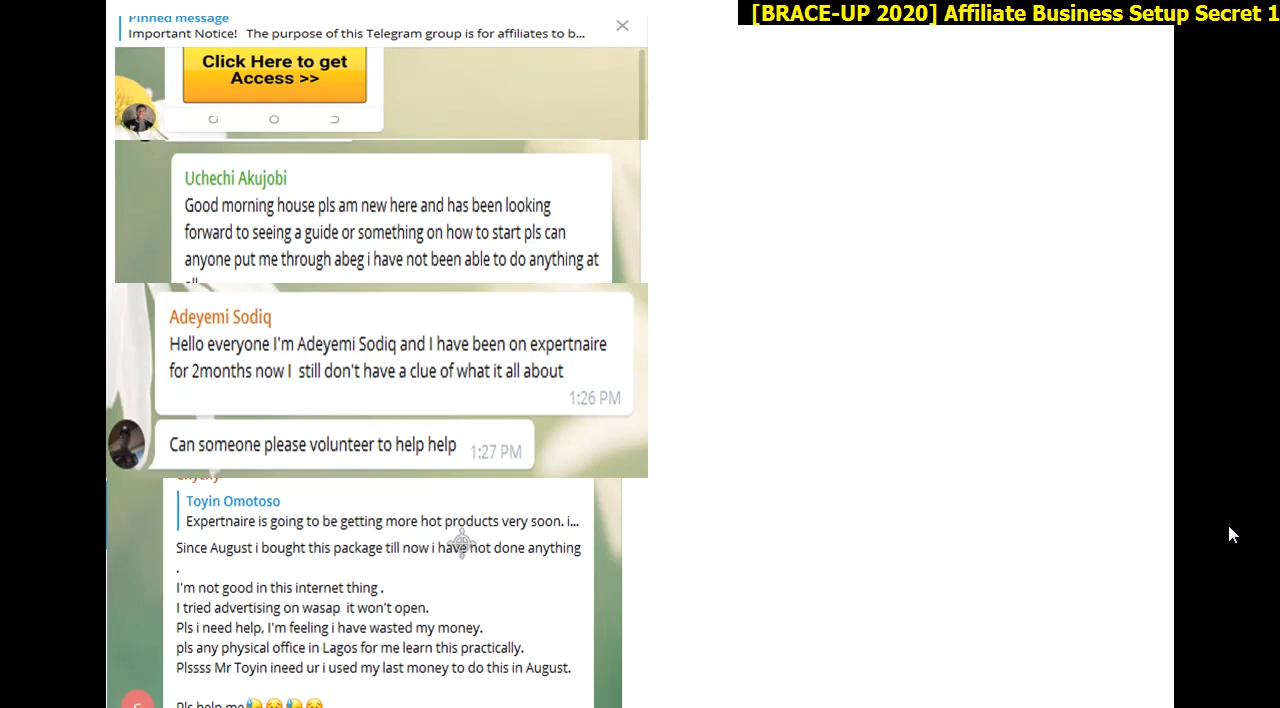 [BRACE-UP 2020] Affiliate Business Setup Secret 1
Pinned message
Important Notice! The purpose of this Telegram group is for affiliates to b...
Click Here to get
Access >>
Uchechi Akujobi
Good morning house pls am new here and has been looking
forward to seeing a guide or something on how to start pls can
anyone put me through abeg i have not been able to do anything at
Adeyemi Sodiq
Hello everyone I'm Adeyemi Sodiq and I have been on expertnaire
for 2months now I still don't have a clue of what it all about
1:26 PM
Can someone please volunteer to help help
1:27 PM
Toyin Omotoso
Expertnaire is going to be getting more hot products very soon. i...
Since August i bought this package till now i have not done anything
.
I'm not good in this internet thing .
I tried advertising on wasap it won't open.
Pls i need help, I'm feeling i have wasted my money.
pls any physical office in Lagos for me learn this practically.
Plssss Mr Toyin ineed ur i used my last money to do this in August.
Pls help me